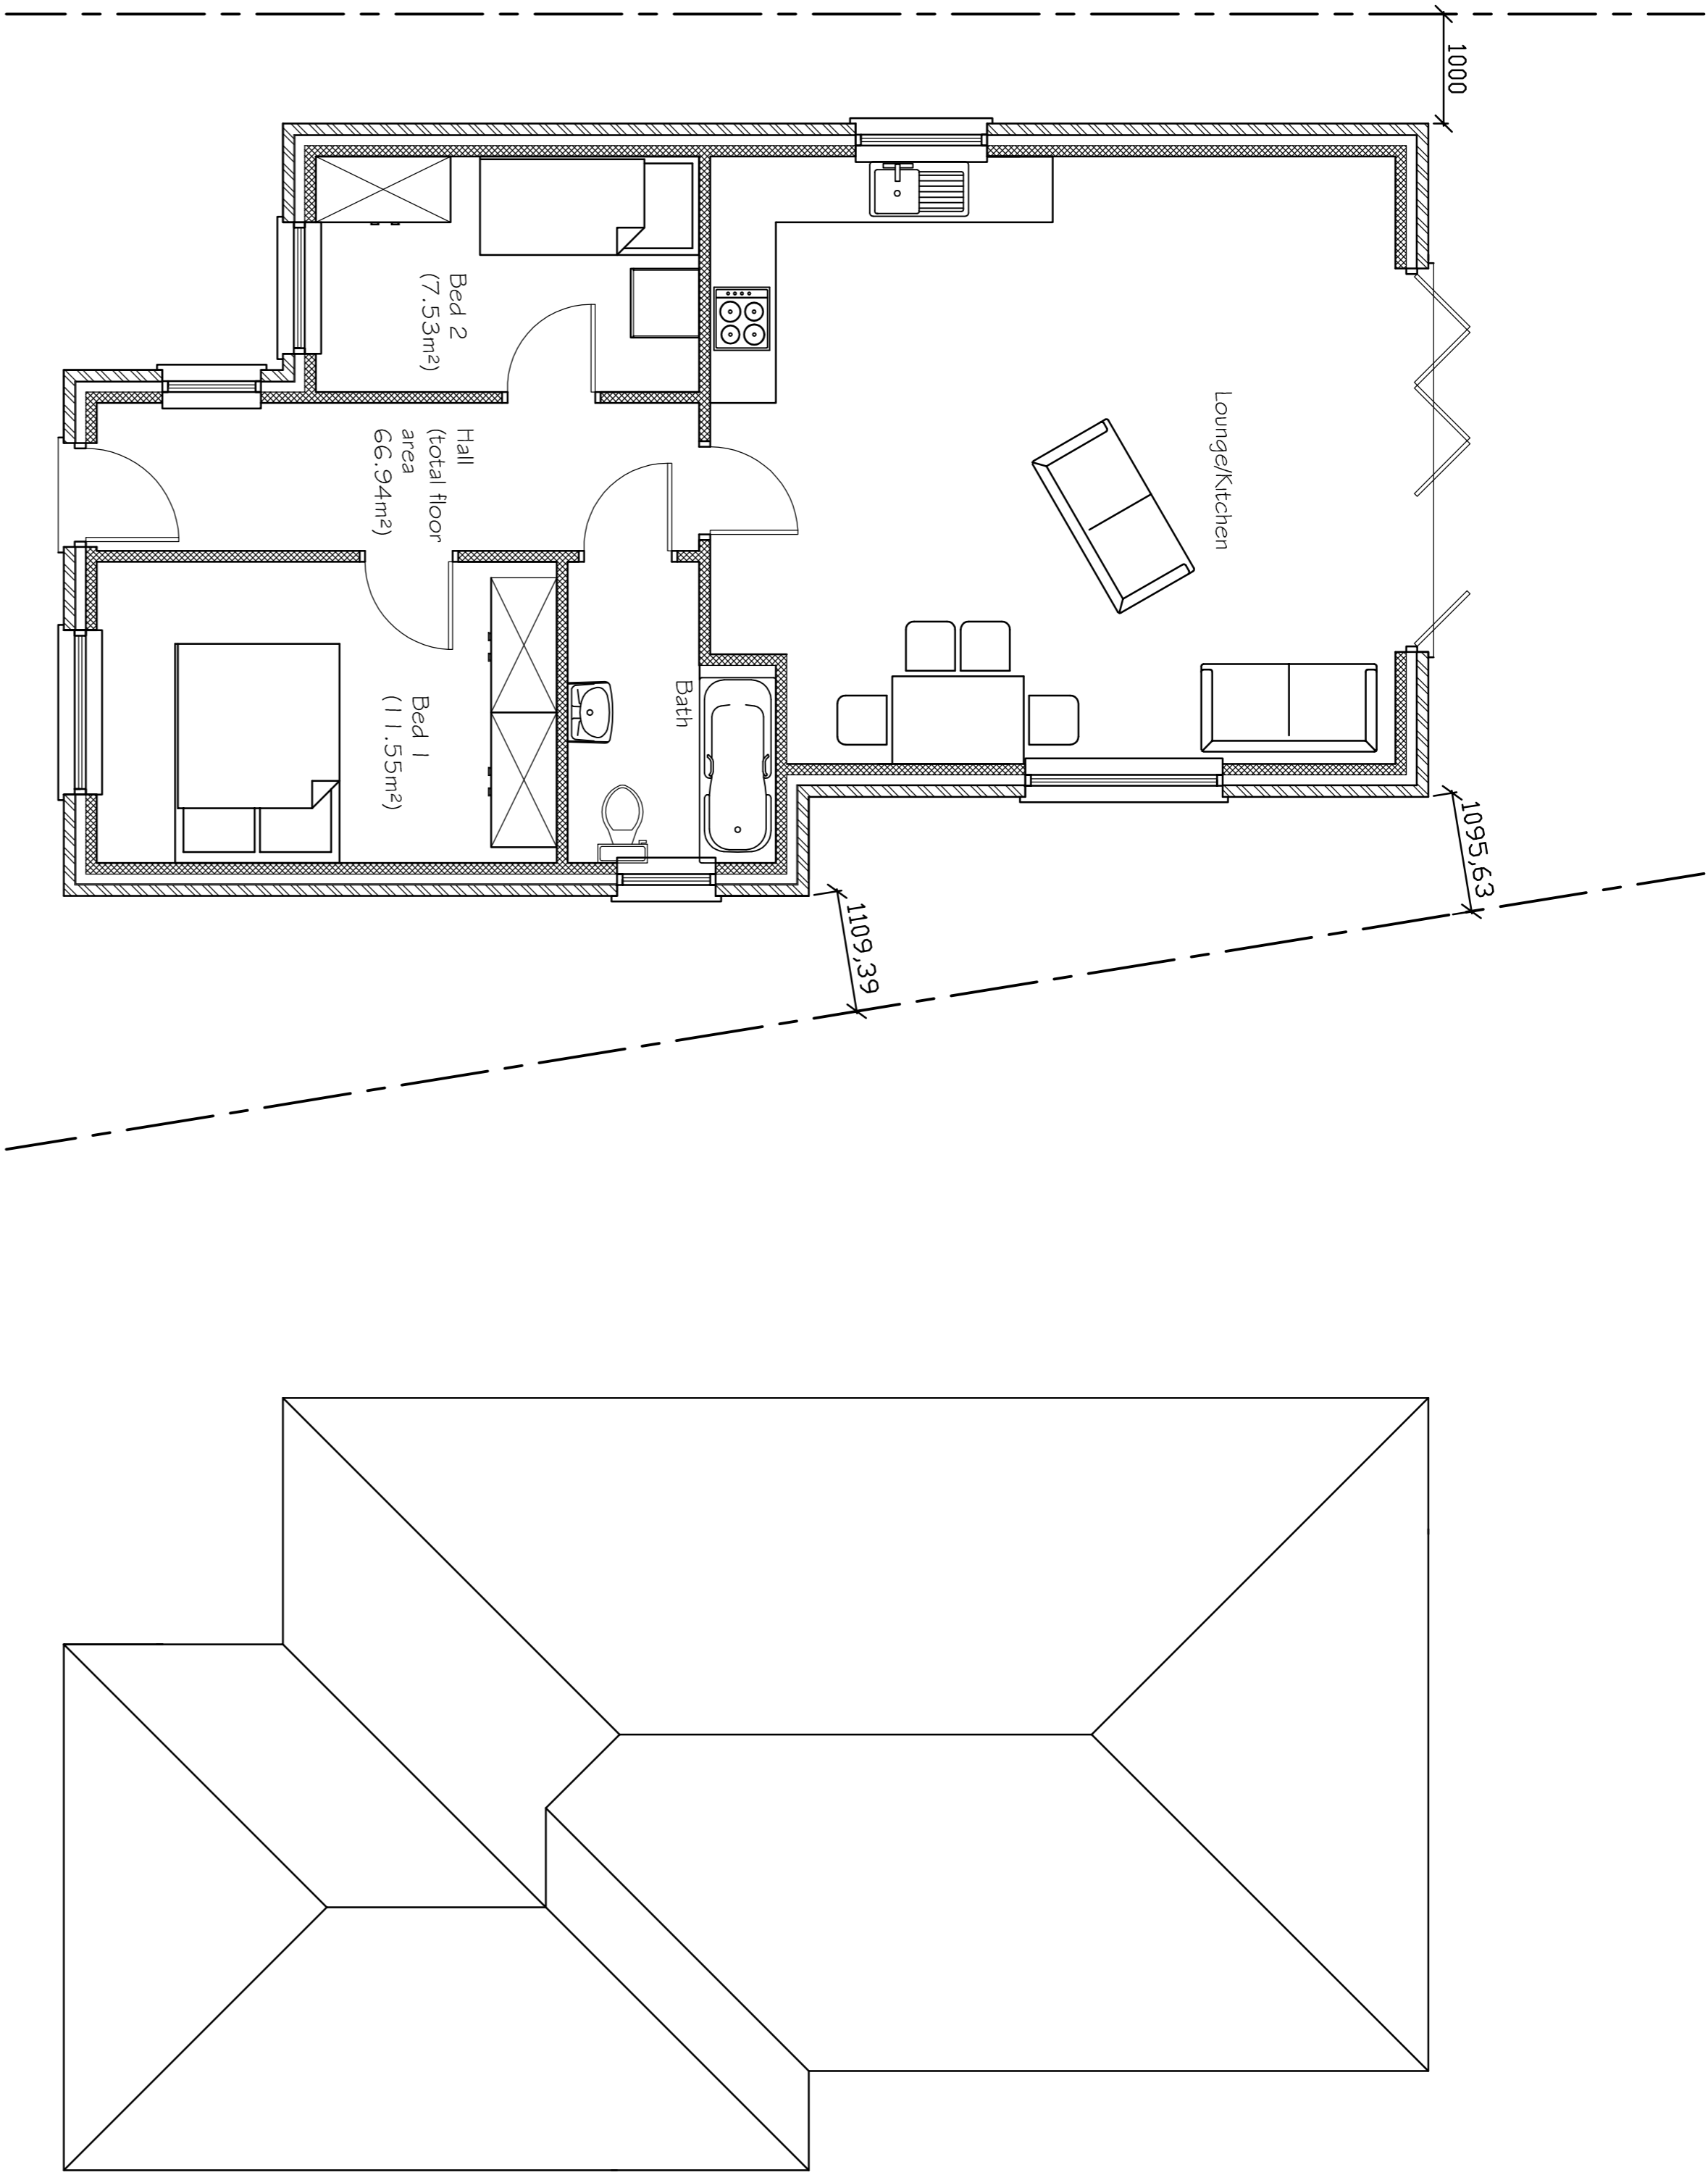 1000
Bed 2
(7.53m²)
Lounge/Kitchen
Hall
(total floor
area
66.94m²)
Bath
Bed 1
(11.55m²)
1095,63
1109,39